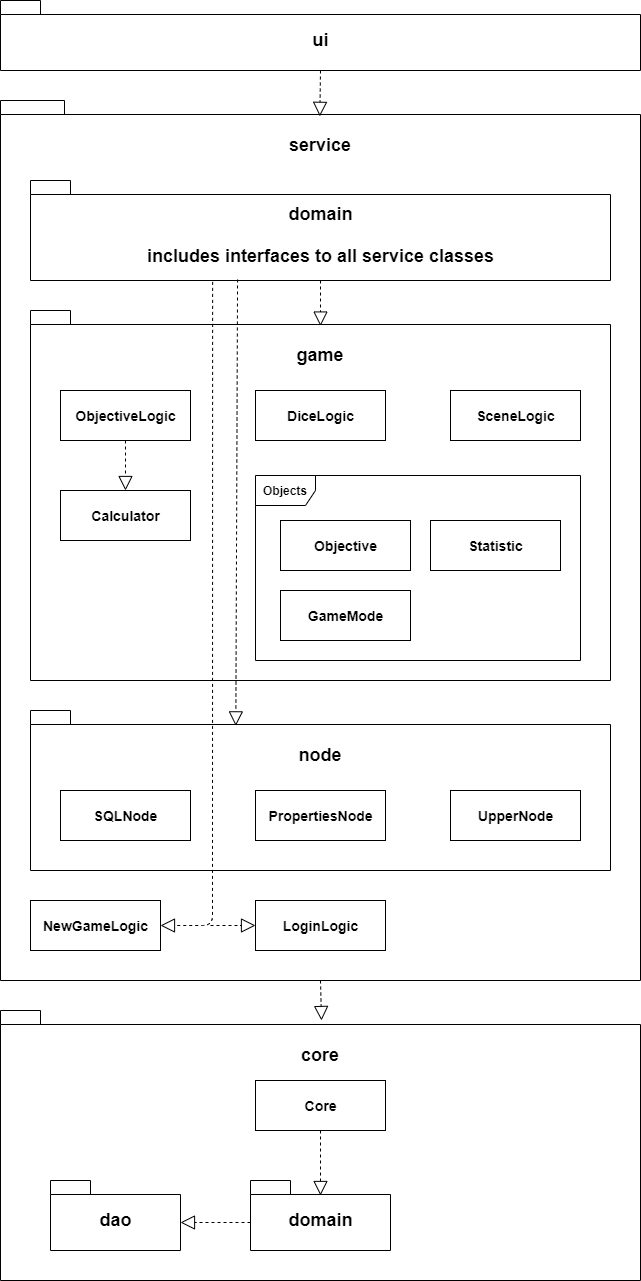 ui
service
domain
includes interfaces to all service classes
game
ObjectiveLogic
DiceLogic
SceneLogic
Calculator
Objects
Objective
Statistic
GameMode
node
SQLNode
PropertiesNode
UpperNode
NewGameLogic
LoginLogic
core
Core
dao
domain